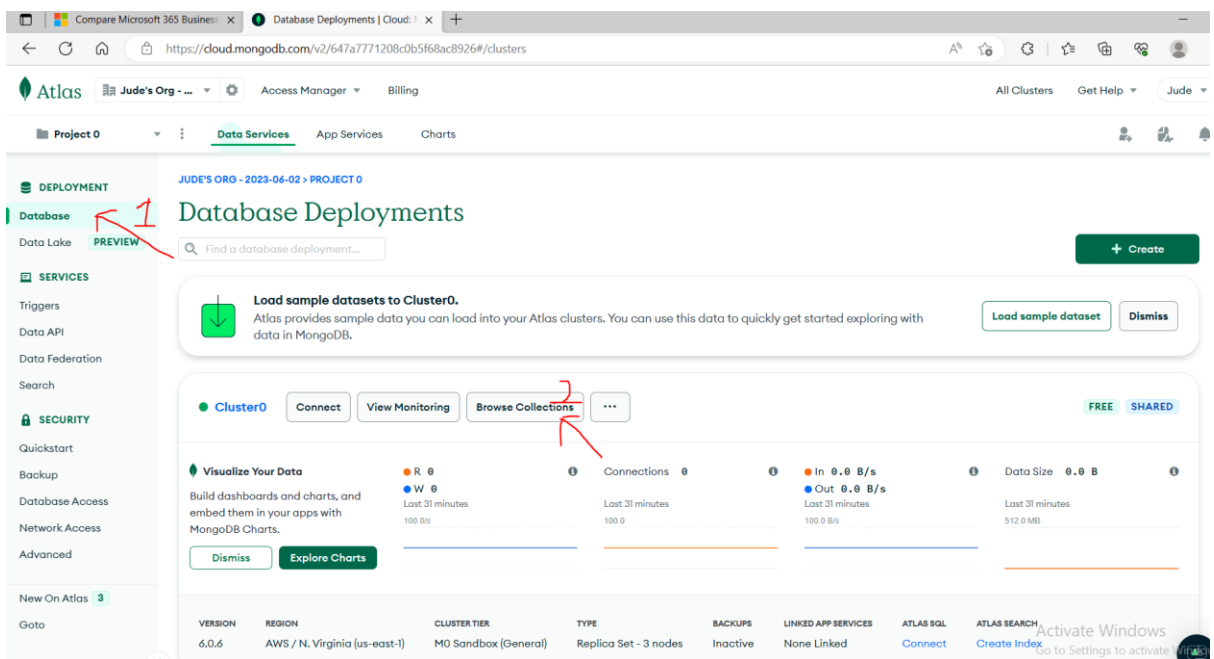 Compare Microsoft 365 Business
Database Deployments | Cloud:
https://cloud.mongodb.com/v2/647a7771208c0b5f68ac8926#/clusters
Atlas Jude's Org - ... Access Manager Billing All Clusters Get Help Jude
Project 0 Data Services App Services Charts
DEPLOYMENT
Database 1
Data Lake PREVIEW
SERVICES
Triggers
Data API
Data Federation
Search
SECURITY
Quickstart
Backup
Database Access
Network Access
Advanced
New On Atlas 3
Goto
JUDE'S ORG - 2023-06-02 > PROJECT 0
Database Deployments
Find a database deployment...
+ Create
Load sample datasets to Cluster0.
Atlas provides sample data you can load into your Atlas clusters. You can use this data to quickly get started exploring with
data in MongoDB.
Load sample dataset Dismiss
2
Cluster0 Connect View Monitoring Browse Collections ... FREE SHARED
Visualize Your Data
Build dashboards and charts, and
embed them in your apps with
MongoDB Charts.
Dismiss Explore Charts
R 0
W 0
Last 31 minutes
100.0/s
Connections 0
Last 31 minutes
100.0
In 0.0 B/s
Out 0.0 B/s
Last 31 minutes
100.0 B/s
Data Size 0.0 B
Last 31 minutes
512.0 MB
VERSION REGION CLUSTER TIER TYPE BACKUPS LINKED APP SERVICES ATLAS SQL ATLAS SEARCH
6.0.6 AWS / N. Virginia (us-east-1) M0 Sandbox (General) Replica Set - 3 nodes Inactive None Linked Connect Create Index
Activate Windows
Go to Settings to activate Windows